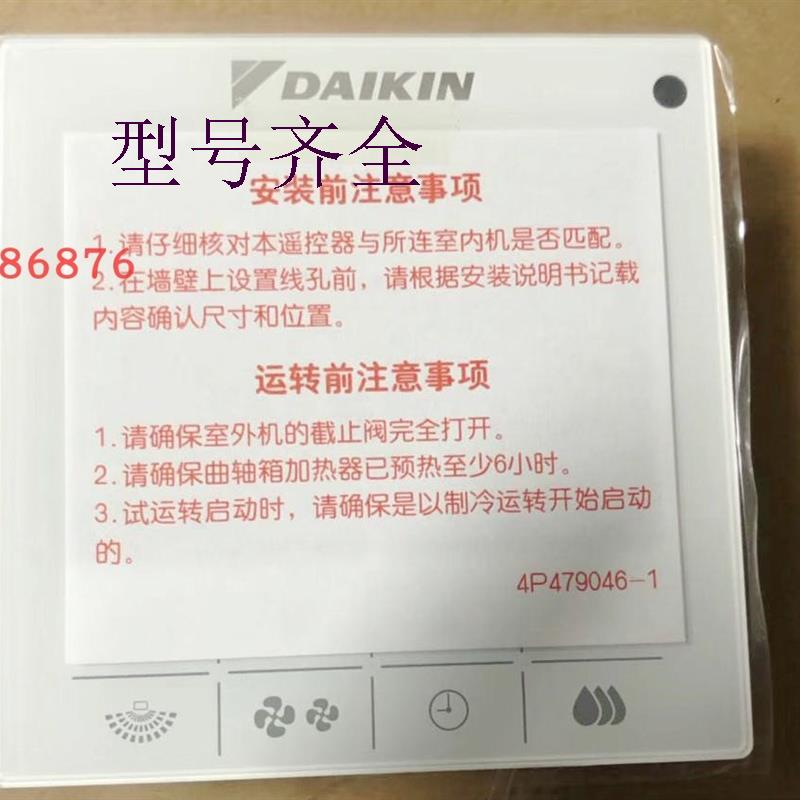 DAIKIN
型号齐全
安装前注意事项
1.请仔细核对本遥控器与所连室内机是否匹配。
86876
2.在墙壁上设置线孔前，请根据安装说明书记载
内容确认尺寸和位置。
运转前注意事项
1.请确保室外机的截止阀完全打开。
2.请确保曲轴箱加热器已预热至少6小时。
3.试运转启动时，请确保是以制冷运转开始启动
的。
4P479046-1